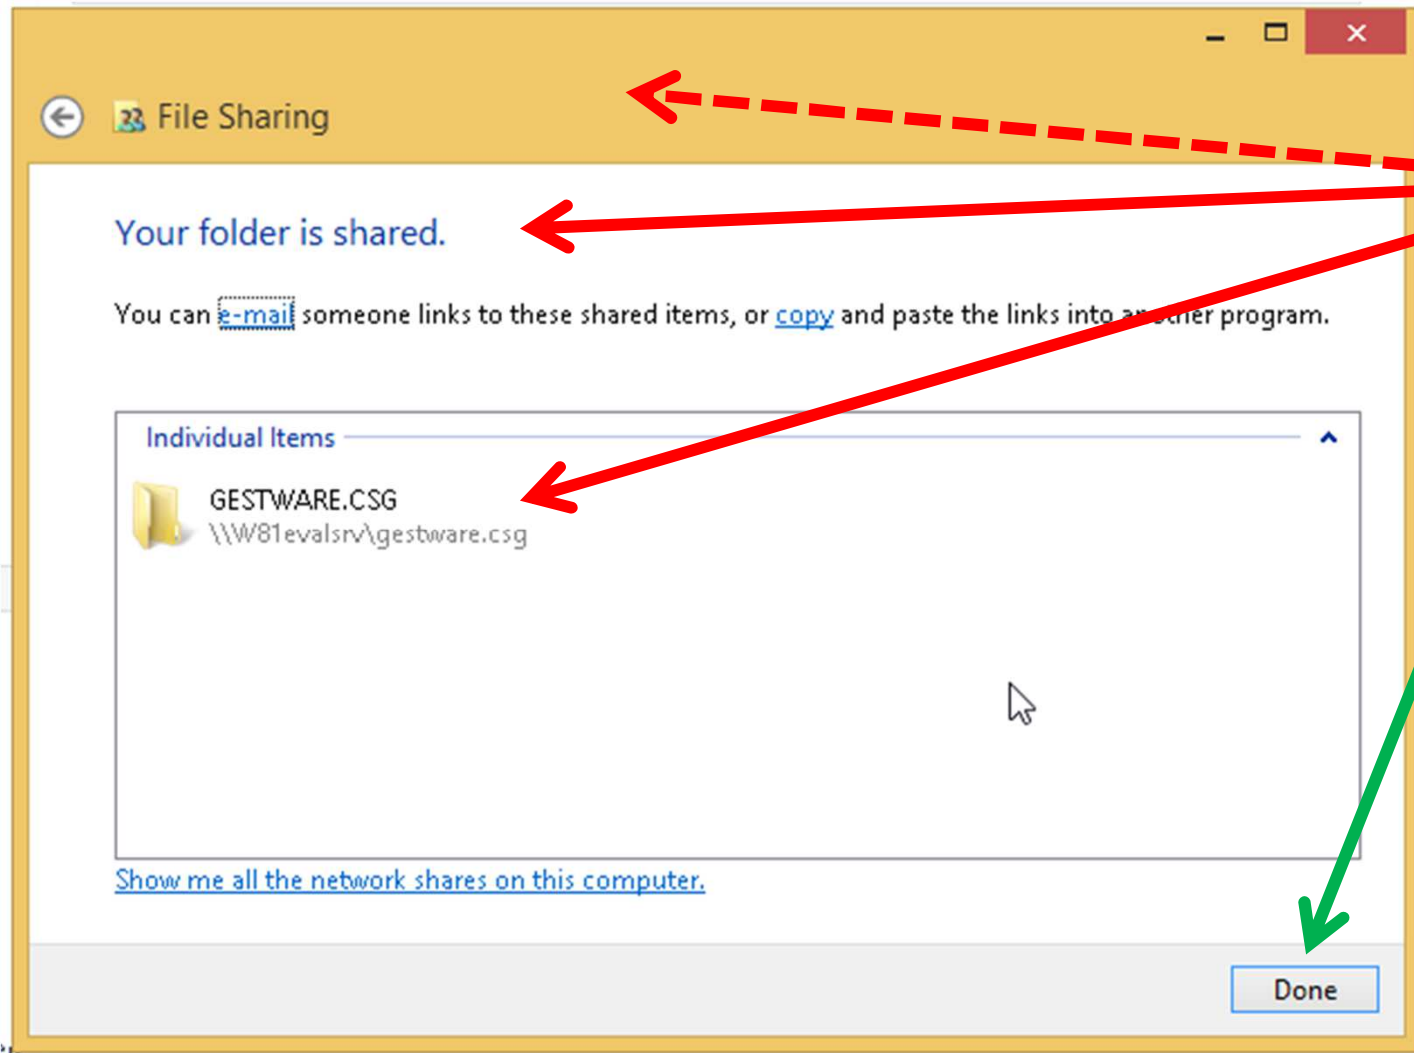 File Sharing
Your folder is shared.
You can e-mail someone links to these shared items, or copy and paste the links into another program.
Individual Items
GESTWARE.CSG
\\W81evalsrv\gestware.csg
Show me all the network shares on this computer.
Done